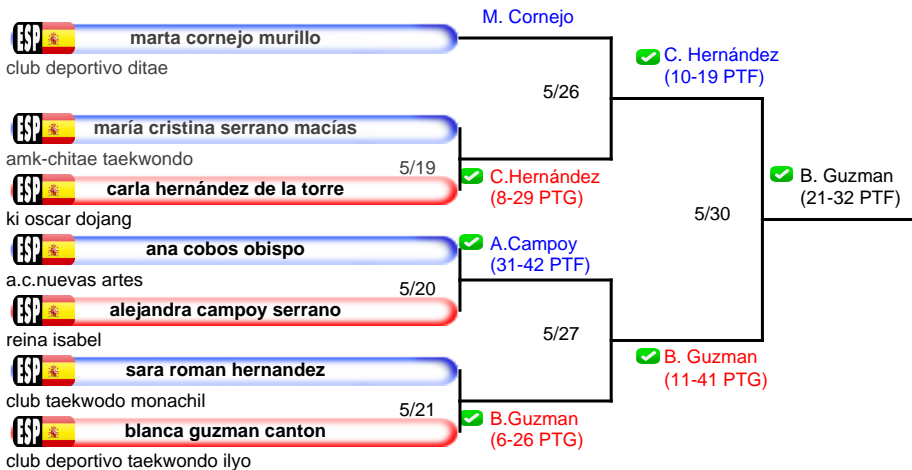 M. Cornejo
ESP marta cornejo murillo
club deportivo ditae
C. Hernández
(10-19 PTF)
5/26
ESP maría cristina serrano macías
amk-chitae taekwondo
5/19
ESP carla hernández de la torre
ki oscar dojang
C.Hernández
(8-29 PTG)
B. Guzman
(21-32 PTF)
5/30
ESP ana cobos obispo
a.c.nuevas artes
A.Campoy
(31-42 PTF)
5/20
ESP alejandra campoy serrano
reina isabel
5/27
B. Guzman
(11-41 PTG)
ESP sara roman hernandez
club taekwodo monachil
5/21
ESP blanca guzman canton
club deportivo taekwondo ilyo
B.Guzman
(6-26 PTG)